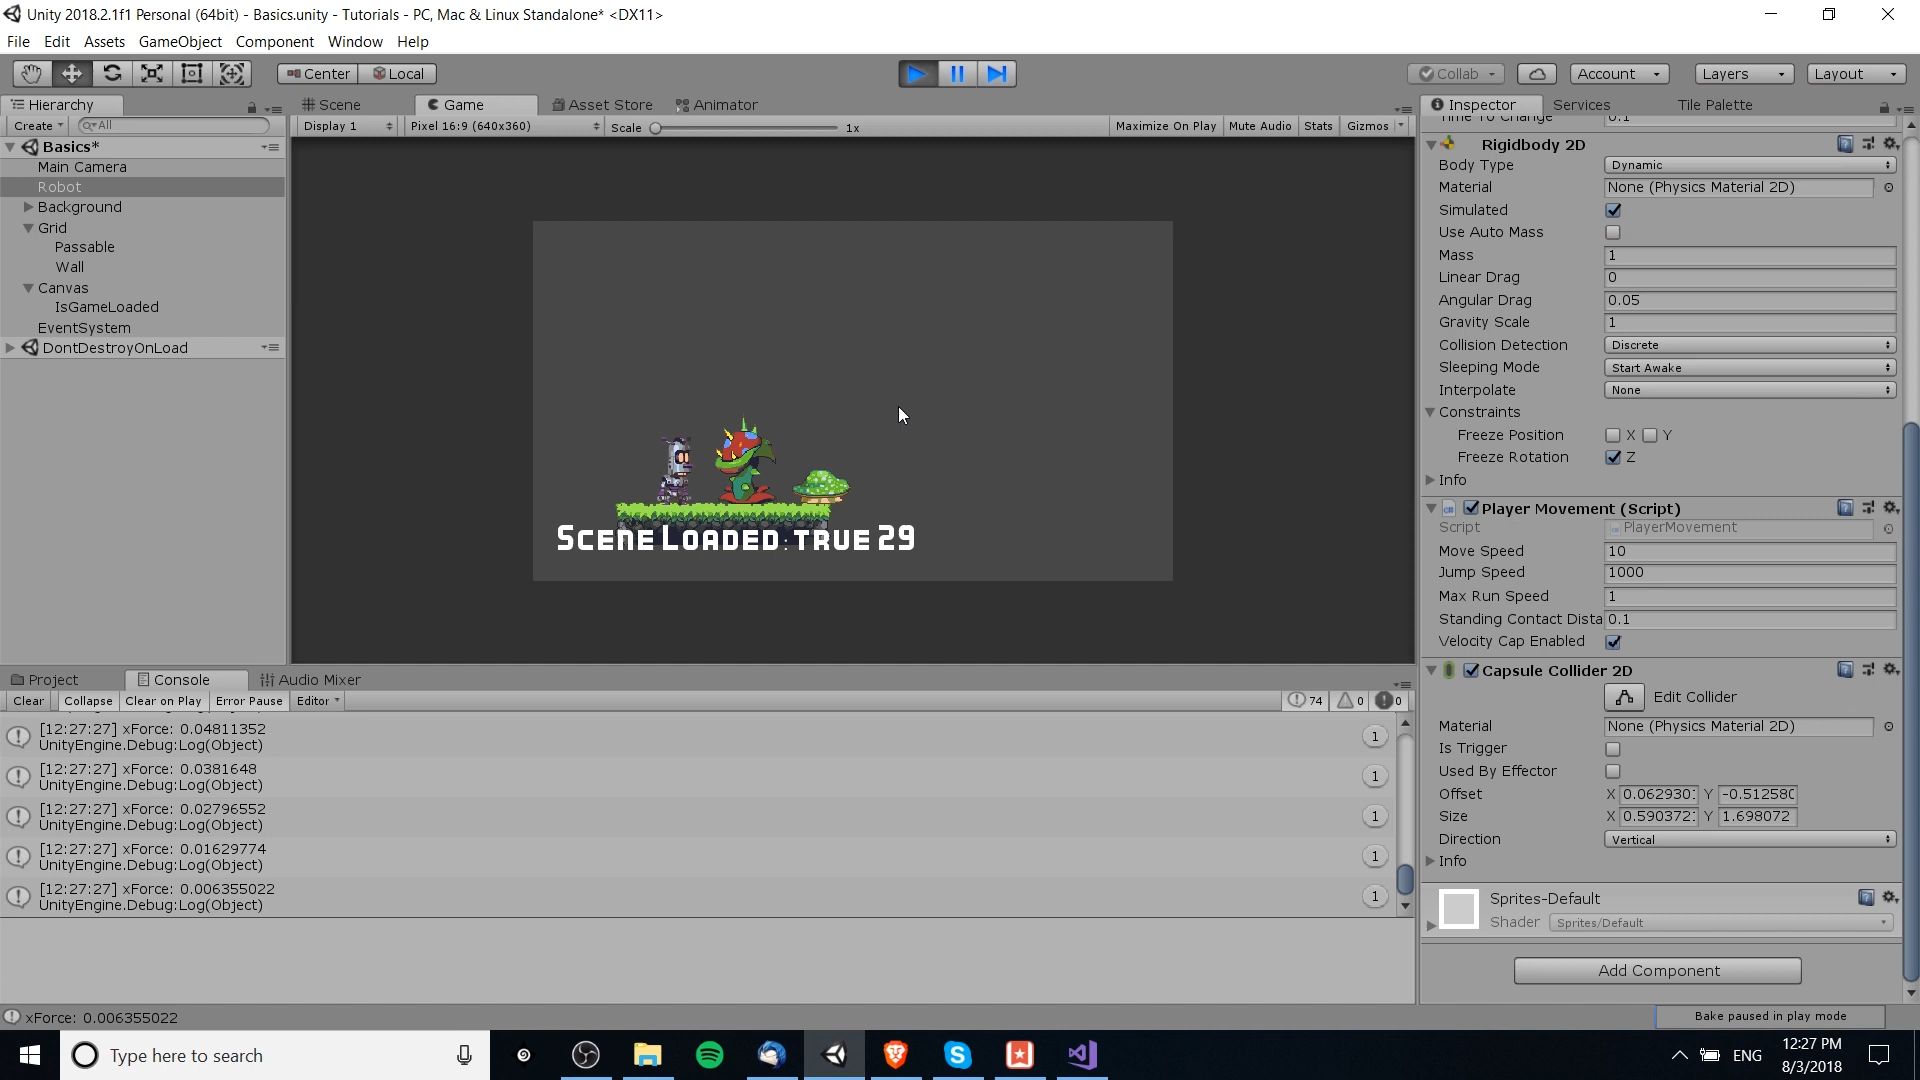 Unity 2018.2.1f1 Personal (64bit) - Basics.unity - Tutorials - PC, Mac & Linux Standalone* <DX11>
File Edit Assets GameObject Component Window Help
Center Local Collab Account Layers Layout
Hierarchy
Create All
Basics*
Main Camera
Robot
Background
Grid
Passable
Wall
Canvas
IsGameLoaded
EventSystem
DontDestroyOnLoad
Scene Game Asset Store Animator
Display 1 Pixel 16:9 (640x360) Scale 1x Maximize On Play Mute Audio Stats Gizmos
Scene Loaded: true 29
Project Console Audio Mixer
Clear Collapse Clear on Play Error Pause Editor 74 0 0
[12:27:27] xForce: 0.04811352
UnityEngine.Debug:Log(Object)
1
[12:27:27] xForce: 0.0381648
UnityEngine.Debug:Log(Object)
1
[12:27:27] xForce: 0.02796552
UnityEngine.Debug:Log(Object)
1
[12:27:27] xForce: 0.01629774
UnityEngine.Debug:Log(Object)
1
[12:27:27] xForce: 0.006355022
UnityEngine.Debug:Log(Object)
1
xForce: 0.006355022
Inspector Services Tile Palette
Time To Change 0.1
Rigidbody 2D
Body Type Dynamic
Material None (Physics Material 2D)
Simulated
Use Auto Mass
Mass 1
Linear Drag 0
Angular Drag 0.05
Gravity Scale 1
Collision Detection Discrete
Sleeping Mode Start Awake
Interpolate None
Constraints
Freeze Position X Y
Freeze Rotation Z
Info
Player Movement (Script)
Script PlayerMovement
Move Speed 10
Jump Speed 1000
Max Run Speed 1
Standing Contact Dista 0.1
Velocity Cap Enabled
Capsule Collider 2D
Edit Collider
Material None (Physics Material 2D)
Is Trigger
Used By Effector
Offset X 0.062930 Y -0.51258
Size X 0.590372 Y 1.698072
Direction Vertical
Info
Sprites-Default
Shader Sprites/Default
Add Component
Bake paused in play mode
Type here to search
ENG
12:27 PM
8/3/2018